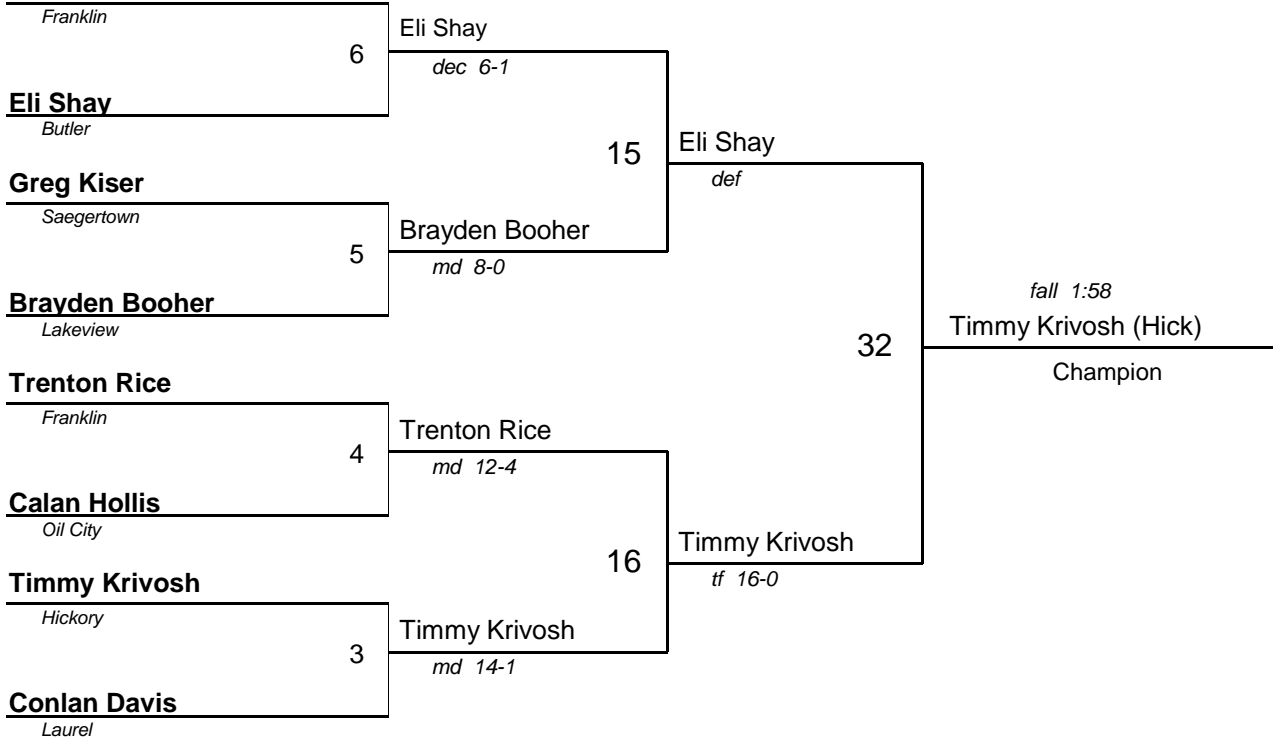 Franklin
6
Eli Shay
dec 6-1
Eli Shay
Butler
15
Eli Shay
def
Greg Kiser
Saegertown
5
Brayden Booher
md 8-0
Brayden Booher
Lakeview
32
fall 1:58
Timmy Krivosh (Hick)
Champion
Trenton Rice
Franklin
4
Trenton Rice
md 12-4
Calan Hollis
Oil City
16
Timmy Krivosh
tf 16-0
Timmy Krivosh
Hickory
3
Timmy Krivosh
md 14-1
Conlan Davis
Laurel